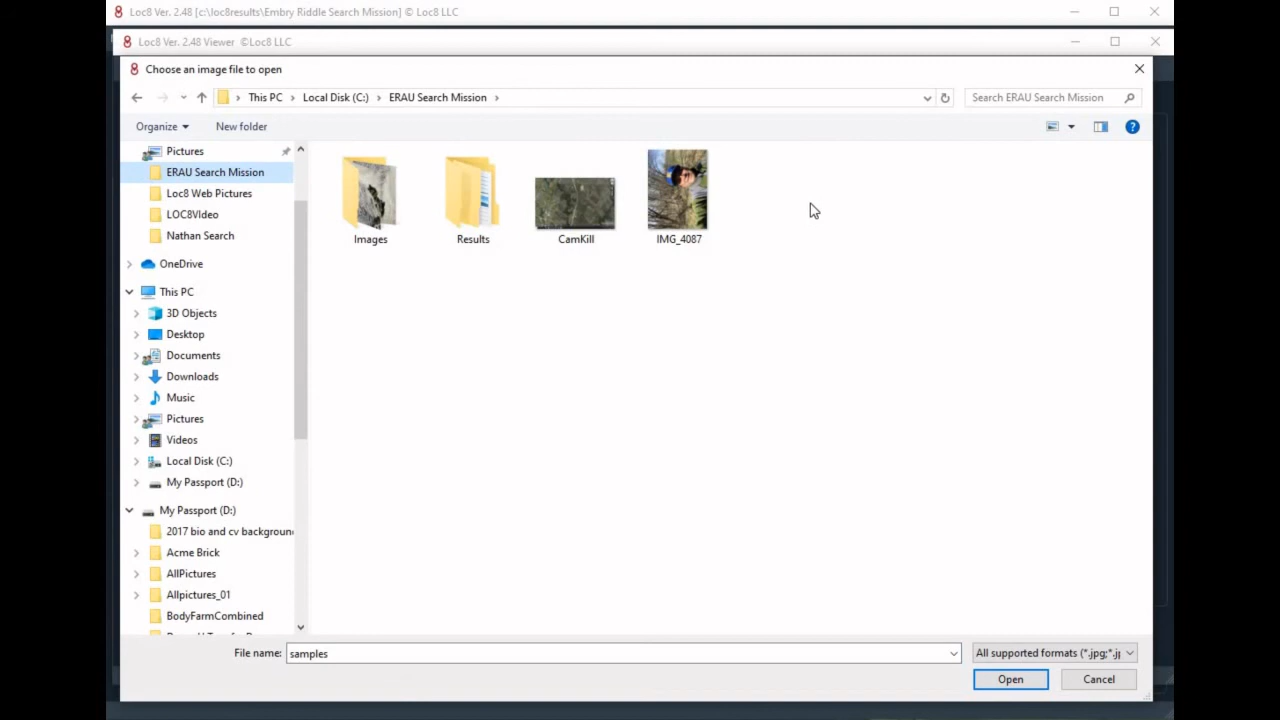 Loc8 Ver. 2.48 [c:\loc8results\Embry Riddle Search Mission] © Loc8 LLC
Loc8 Ver. 2.48 Viewer ©Loc8 LLC
Choose an image file to open
This PC
Local Disk (C:)
ERAU Search Mission
Search ERAU Search Mission
Organize
New folder
Pictures
ERAU Search Mission
Loc8 Web Pictures
LOC8VIdeo
Nathan Search
OneDrive
This PC
3D Objects
Desktop
Documents
Downloads
Music
Pictures
Videos
Local Disk (C:)
My Passport (D:)
My Passport (D:)
2017 bio and cv background
Acme Brick
AllPictures
Allpictures_01
BodyFarmCombined
Images
Results
CamKill
IMG_4087
File name:
samples
All supported formats (*.jpg;*.jp
Open
Cancel